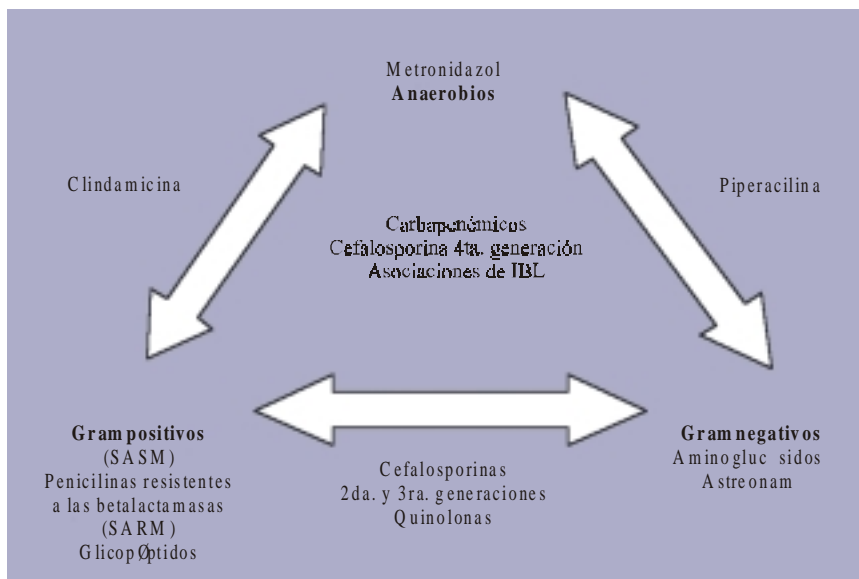 Metronidazol
Anaerobios
Clindamicina
Piperacilina
Carbapenémicos
Cefalosporina 4ta. generación
Asociaciones de IBL
Gram positivos
(SASM)
Penicilinas resistentes
a las betalactamasas
(SARM)
GlicopØptidos
Cefalosporinas
2da. y 3ra. generaciones
Quinolonas
Gram negativos
Aminogluc sidos
Astreonam